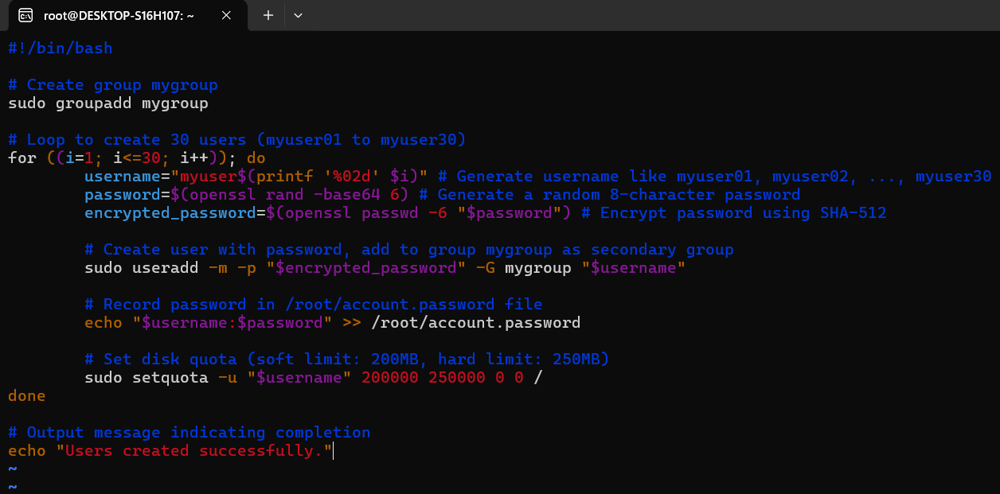 root@DESKTOP-S16H107: ~
#!/bin/bash
# Create group mygroup
sudo groupadd mygroup
# Loop to create 30 users (myuser01 to myuser30)
for ((i=1; i<=30; i++)); do
username="myuser$(printf '%02d' $i)" # Generate username like myuser01, myuser02, ..., myuser30
password=$(openssl rand -base64 6) # Generate a random 8-character password
encrypted_password=$(openssl passwd -6 "$password") # Encrypt password using SHA-512
# Create user with password, add to group mygroup as secondary group
sudo useradd -m -p "$encrypted_password" -G mygroup "$username"
# Record password in /root/account.password file
echo "$username:$password" >> /root/account.password
# Set disk quota (soft limit: 200MB, hard limit: 250MB)
sudo setquota -u "$username" 200000 250000 0 0 /
done
# Output message indicating completion
echo "Users created successfully."
~
~